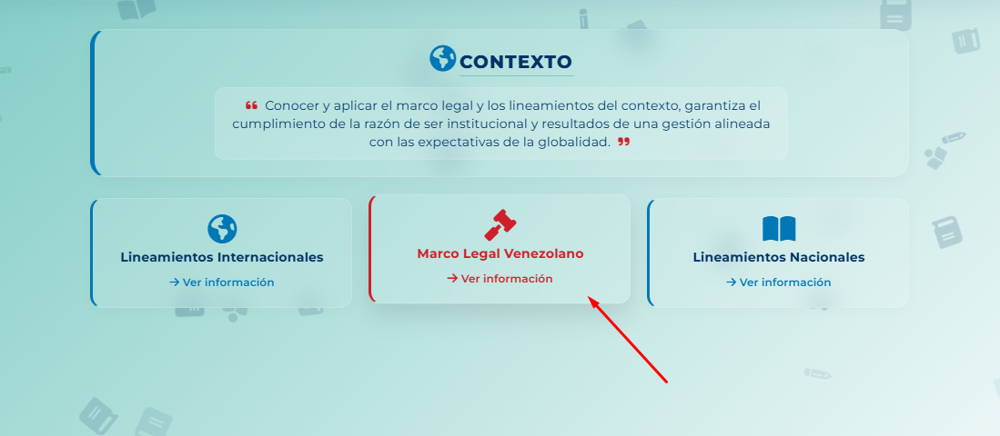 CONTEXTO
“ Conocer y aplicar el marco legal y los lineamientos del contexto, garantiza el
cumplimiento de la razón de ser institucional y resultados de una gestión alineada
con las expectativas de la globalidad. ”
Lineamientos Internacionales
→ Ver información
Marco Legal Venezolano
→ Ver información
Lineamientos Nacionales
→ Ver información